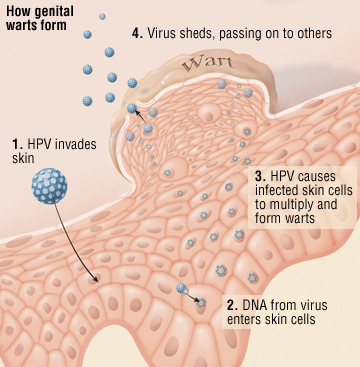 How genital
warts form
4. Virus sheds, passing on to others
Wart
1. HPV invades
skin
3. HPV causes
infected skin cells
to multiply and
form warts
2. DNA from virus
enters skin cells